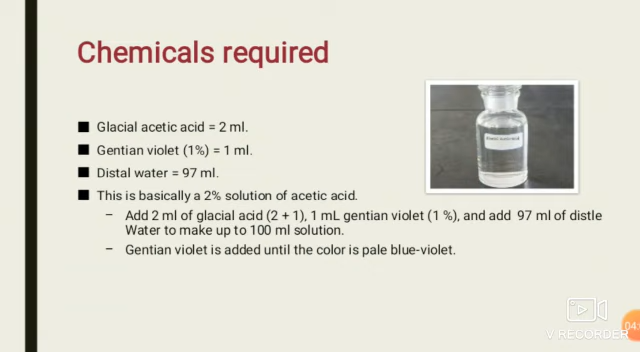 Chemicals required
Glacial acetic acid = 2 ml.
Gentian violet (1%) = 1 ml.
Distal water = 97 ml.
This is basically a 2% solution of acetic acid.
– Add 2 ml of glacial acid (2 + 1), 1 mL gentian violet (1 %), and add 97 ml of distle
Water to make up to 100 ml solution.
– Gentian violet is added until the color is pale blue-violet.
V RECORDER